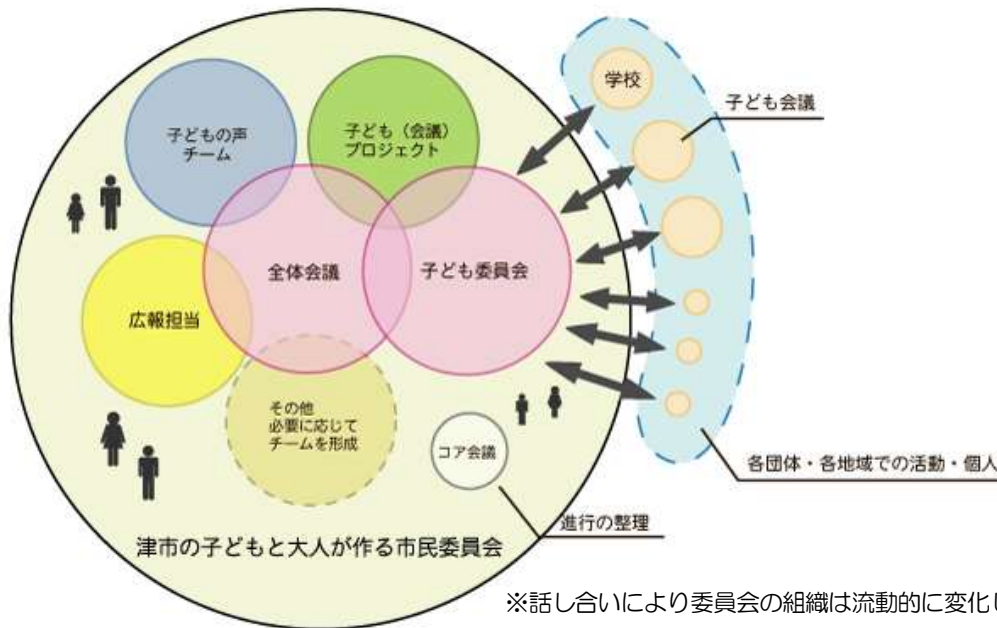 学校
子ども会議
子どもの声
チーム
子ども（会議）
プロジェクト
全体会議
子ども委員会
広報担当
その他
必要に応じて
チームを形成
コア会議
各団体・各地域での活動・個人
進行の整理
津市の子どもと大人が作る市民委員会
※話し合いにより委員会の組織は流動的に変化し